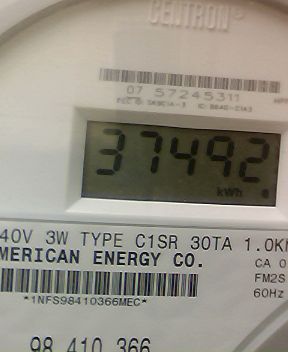 CENTRON®
07 57245311
37492
kWh
40V 3W TYPE C1SR 30TA 1.0K
MERICAN ENERGY CO.
CA 0
FM2S
*1NFS98410366MEC*
60Hz
98 410 366